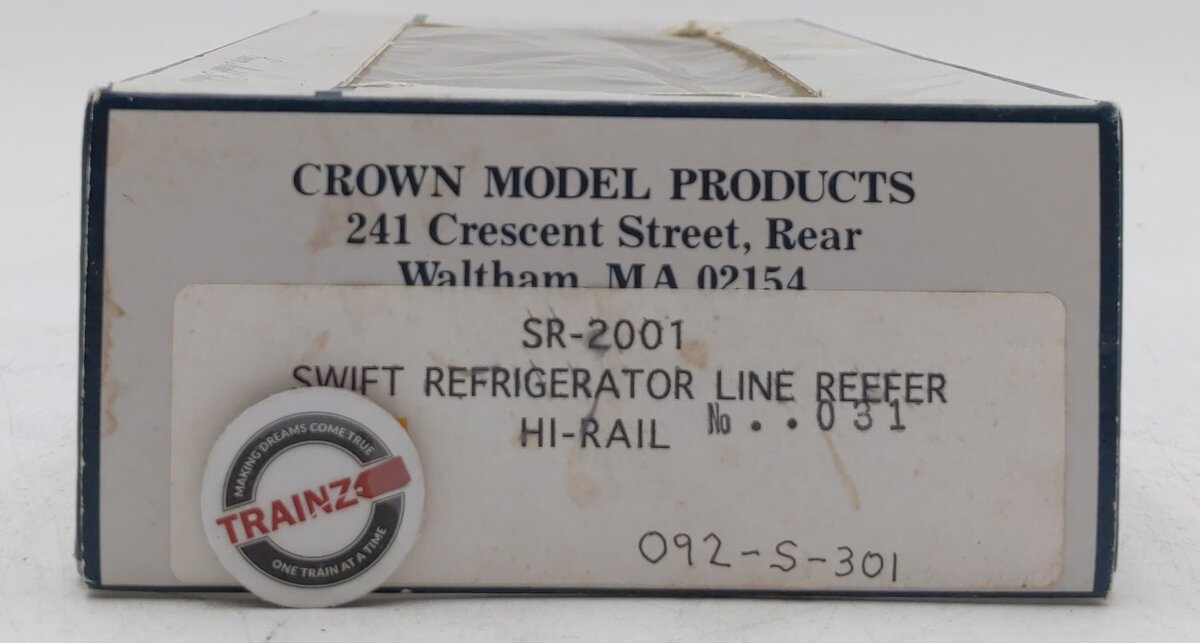 CROWN MODEL PRODUCTS
241 Crescent Street, Rear
Waltham, MA 02154
SR-2001
SWIFT REFRIGERATOR LINE REEFER
HI-RAIL No..031
092-S-301
MAKING DREAMS COME TRUE
TRAINZ
ONE TRAIN AT A TIME